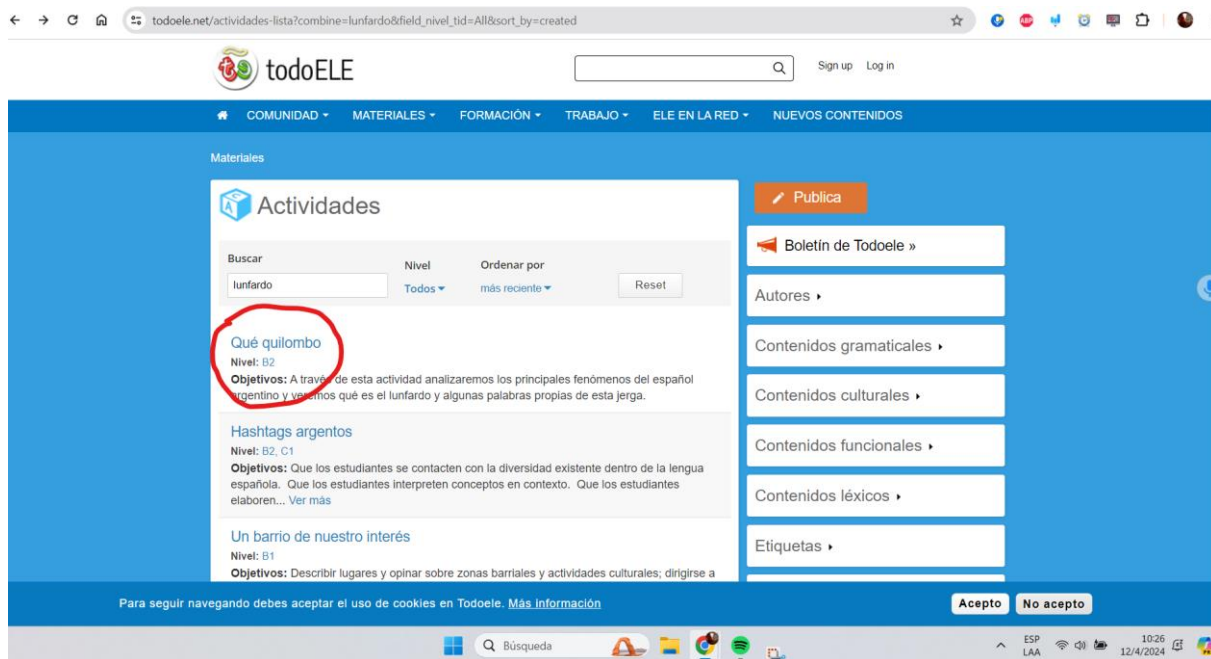 todoele.net/actividades-lista?combine=lunfardo&field_nivel_tid=All&sort_by=created
ABP
todoELE
Sign up Log in
COMUNIDAD MATERIALES FORMACIÓN TRABAJO ELE EN LA RED NUEVOS CONTENIDOS
Materiales
Actividades
Buscar
Nivel
Ordenar por
lunfardo
Todos
más reciente
Reset
Qué quilombo
Nivel: B2
Objetivos: A través de esta actividad analizaremos los principales fenómenos del español
argentino y veremos qué es el lunfardo y algunas palabras propias de esta jerga.
Hashtags argentos
Nivel: B2, C1
Objetivos: Que los estudiantes se contacten con la diversidad existente dentro de la lengua
española. Que los estudiantes interpreten conceptos en contexto. Que los estudiantes
elaboren... Ver más
Un barrio de nuestro interés
Nivel: B1
Objetivos: Describir lugares y opinar sobre zonas barriales y actividades culturales; dirigirse a
Publica
Boletín de Todoele »
Autores
Contenidos gramaticales
Contenidos culturales
Contenidos funcionales
Contenidos léxicos
Etiquetas
Para seguir navegando debes aceptar el uso de cookies en Todoele. Más información
Acepto
No acepto
Búsqueda
ESP
LAA
10:26
12/4/2024